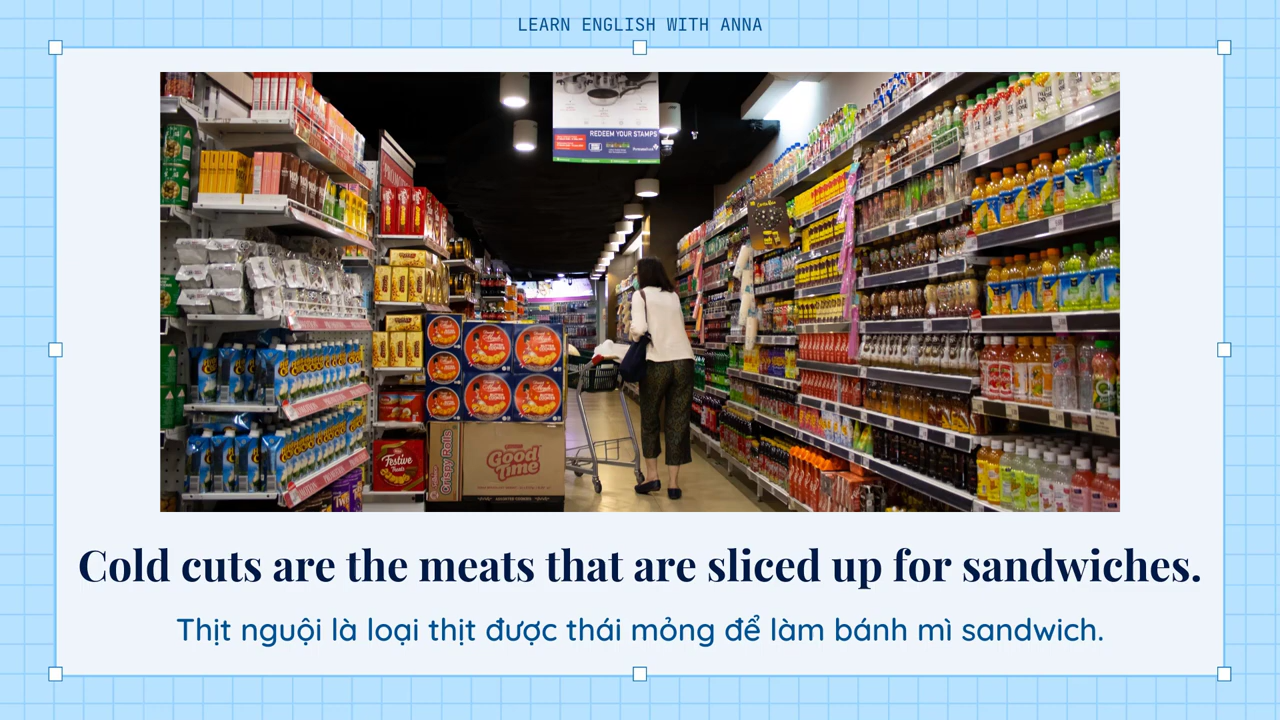 LEARN ENGLISH WITH ANNA
REDEEM YOUR STAMPS
Festive
Crispy Rolls
Good Time
Cold cuts are the meats that are sliced up for sandwiches.
Thịt nguội là loại thịt được thái mỏng để làm bánh mì sandwich.